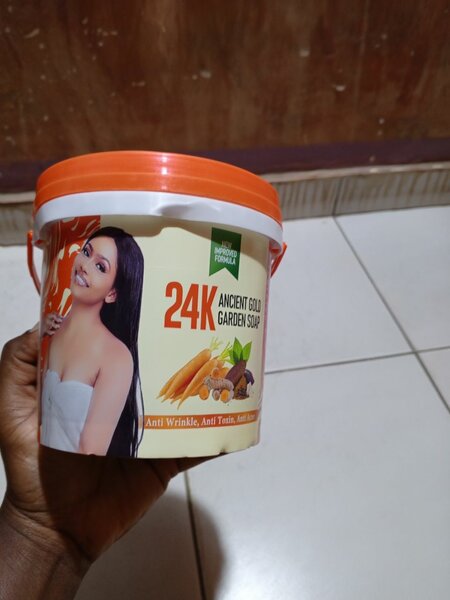 NEW
IMPROVED
FORMULA
24K
ANCIENT GOLD
GARDEN SOAP
Anti Wrinkle, Anti Toxin, Anti Acne